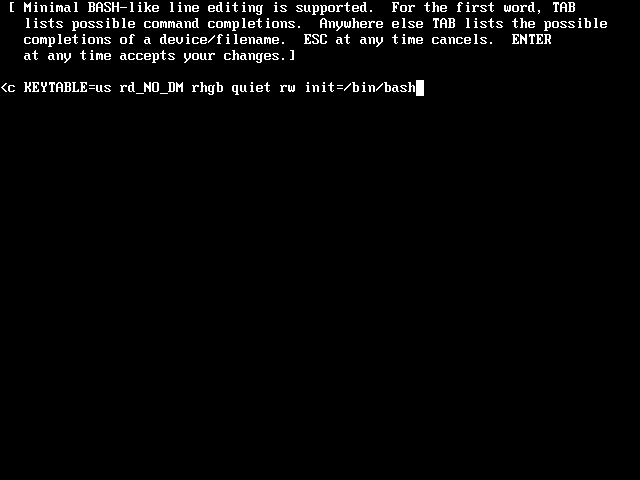 [ Minimal BASH-like line editing is supported.  For the first word, TAB
lists possible command completions.  Anywhere else TAB lists the possible
completions of a device/filename.  ESC at any time cancels.  ENTER
at any time accepts your changes.]
<c KEYTABLE=us rd_NO_DM rhgb quiet rw init=/bin/bash